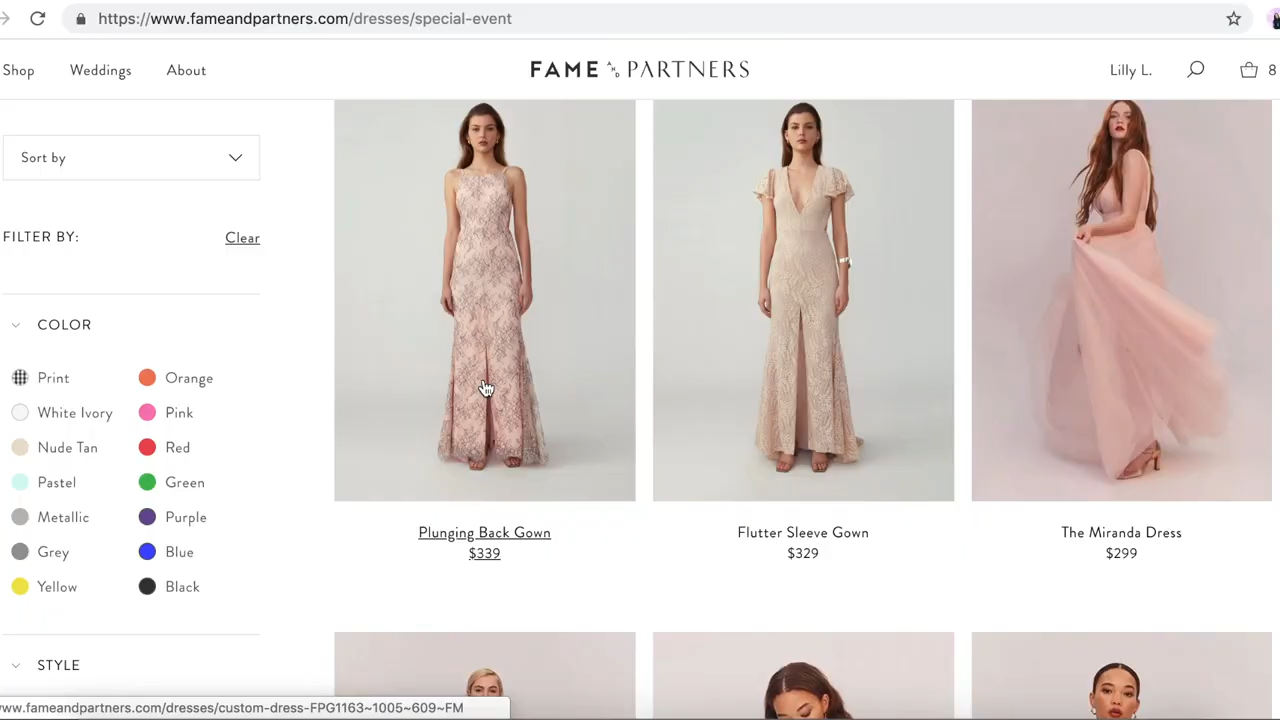 https://www.fameandpartners.com/dresses/special-event
Shop Weddings About
FAME AND PARTNERS
Lilly L. 8
Sort by
FILTER BY: Clear
COLOR
Print Orange
White Ivory Pink
Nude Tan Red
Pastel Green
Metallic Purple
Grey Blue
Yellow Black
STYLE
Plunging Back Gown
$339
Flutter Sleeve Gown
$329
The Miranda Dress
$299
www.fameandpartners.com/dresses/custom-dress-FPG1163~1005~609~FM